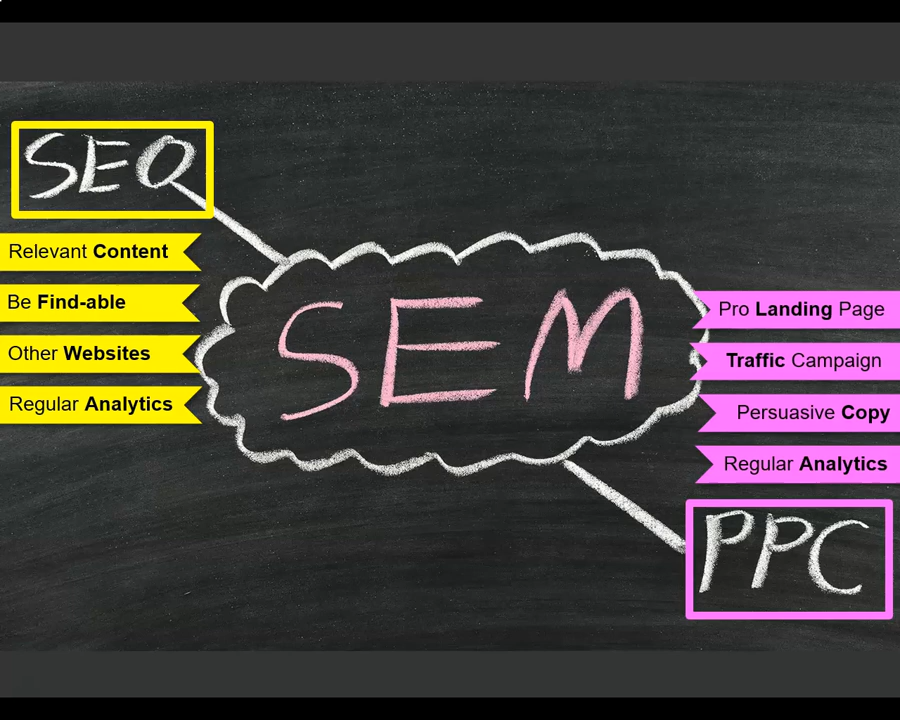 SEO
Relevant Content
Be Find-able
Other Websites
Regular Analytics
SEM
Pro Landing Page
Traffic Campaign
Persuasive Copy
Regular Analytics
PPC